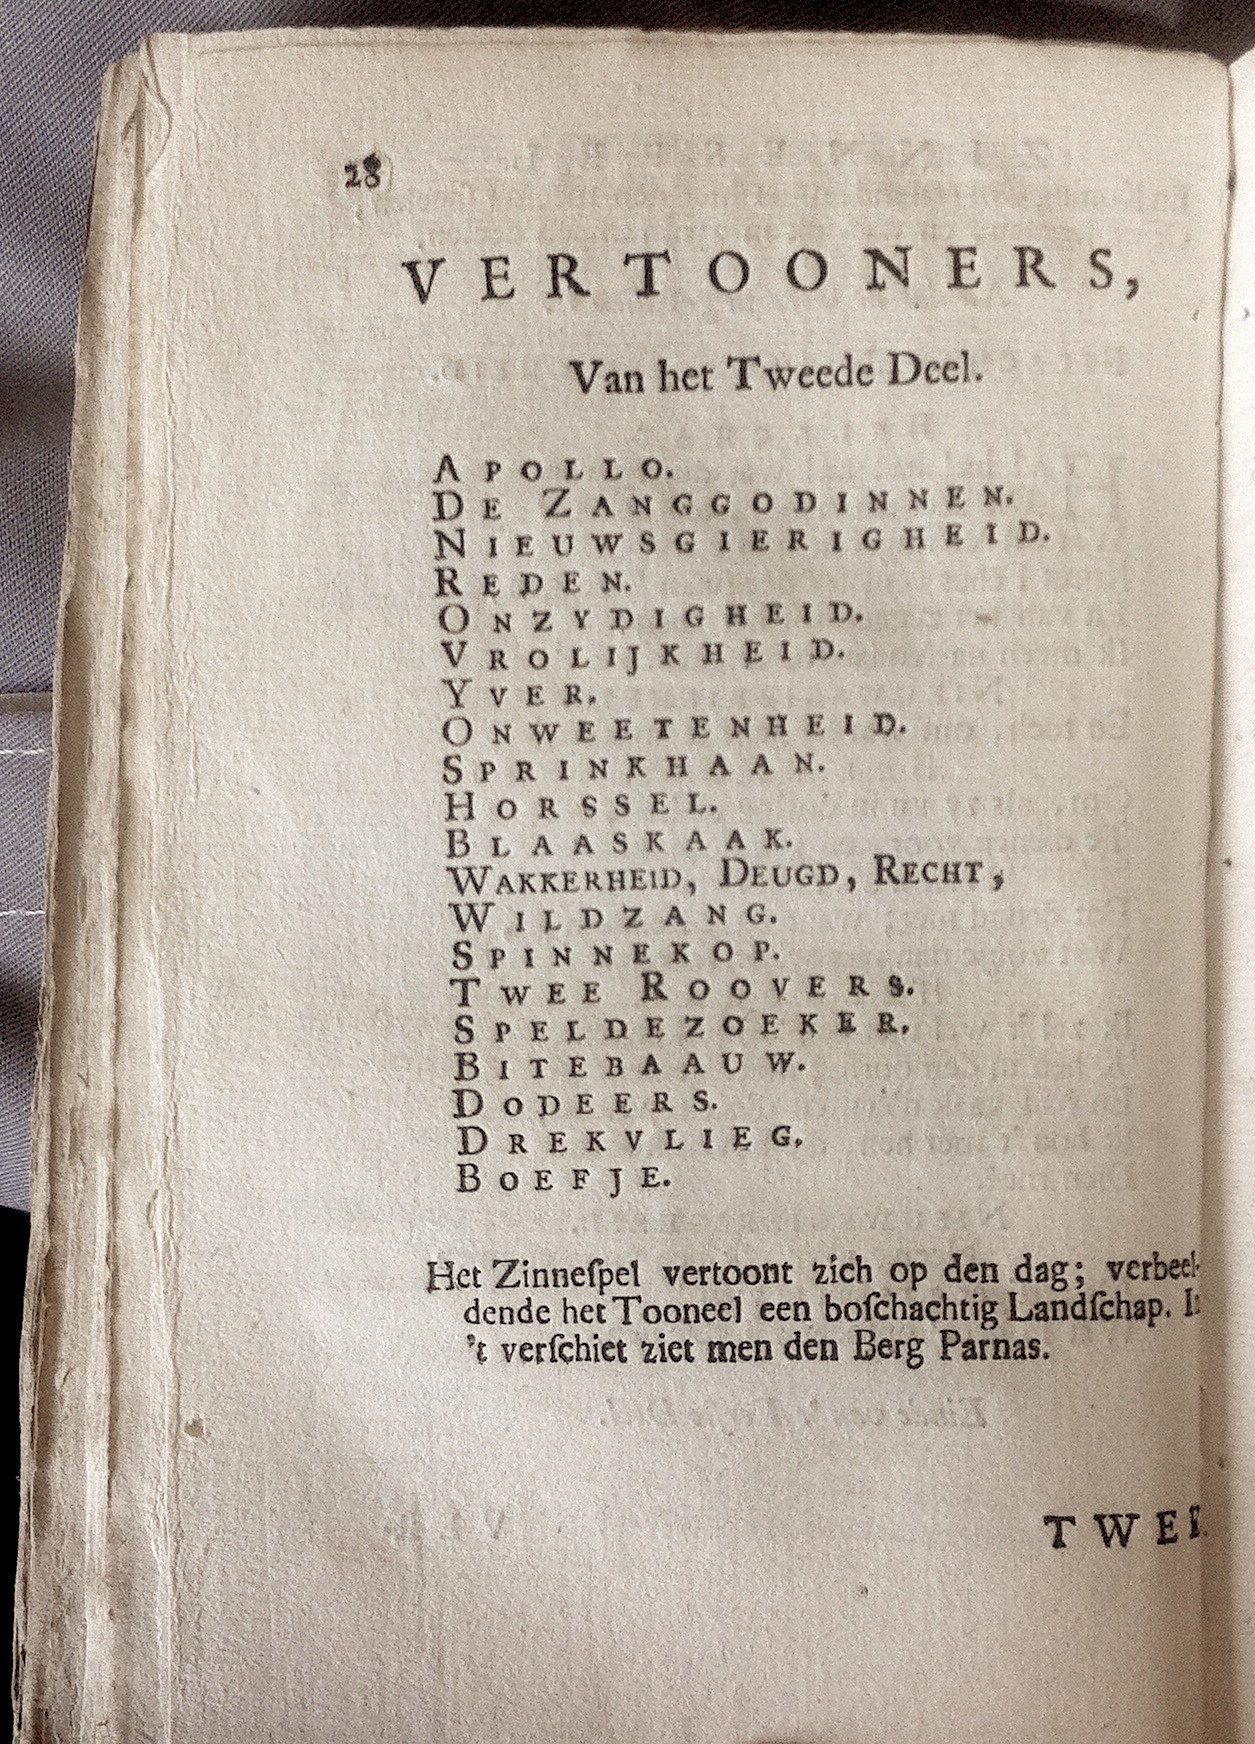 28
VERTOONERS,
Van het Tweede Deel.
APOLLO.
DE ZANGGODINNEN.
NIEUWSGIERIGHEID.
REDEN.
ONZYDIGHEID.
VROLIJKHEID.
YVER.
ONWEETENHEID.
SPRINKHAAN.
HORSSEL.
BLAASKAAK.
WAKKERHEID, DEUGD, RECHT,
WILDZANG.
SPINNEKOP.
TWEE ROOVERS.
SPELDEZOEKER.
BITEBAAUW.
DODEERS.
DREKVLIEG.
BOEFJE.
Het Zinneſpel vertoont zich op den dag; verbeel-
dende het Tooneel een boſchachtig Landſchap.
't verſchiet ziet men den Berg Parnas.